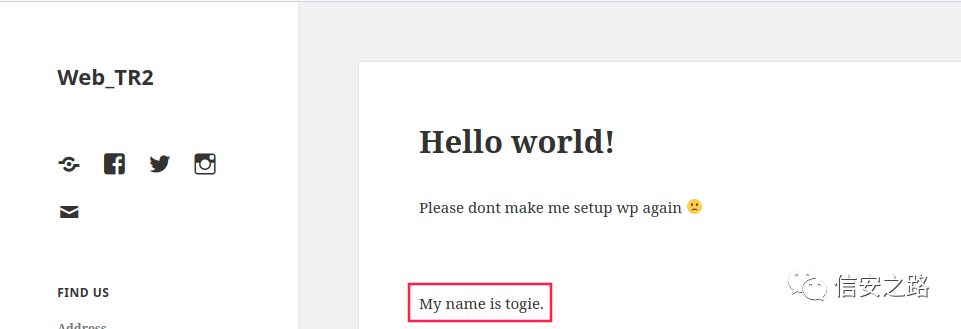 Web_TR2
FIND US
Address
Hello world!
Please dont make me setup wp again 🙁
My name is togie.
信安之路